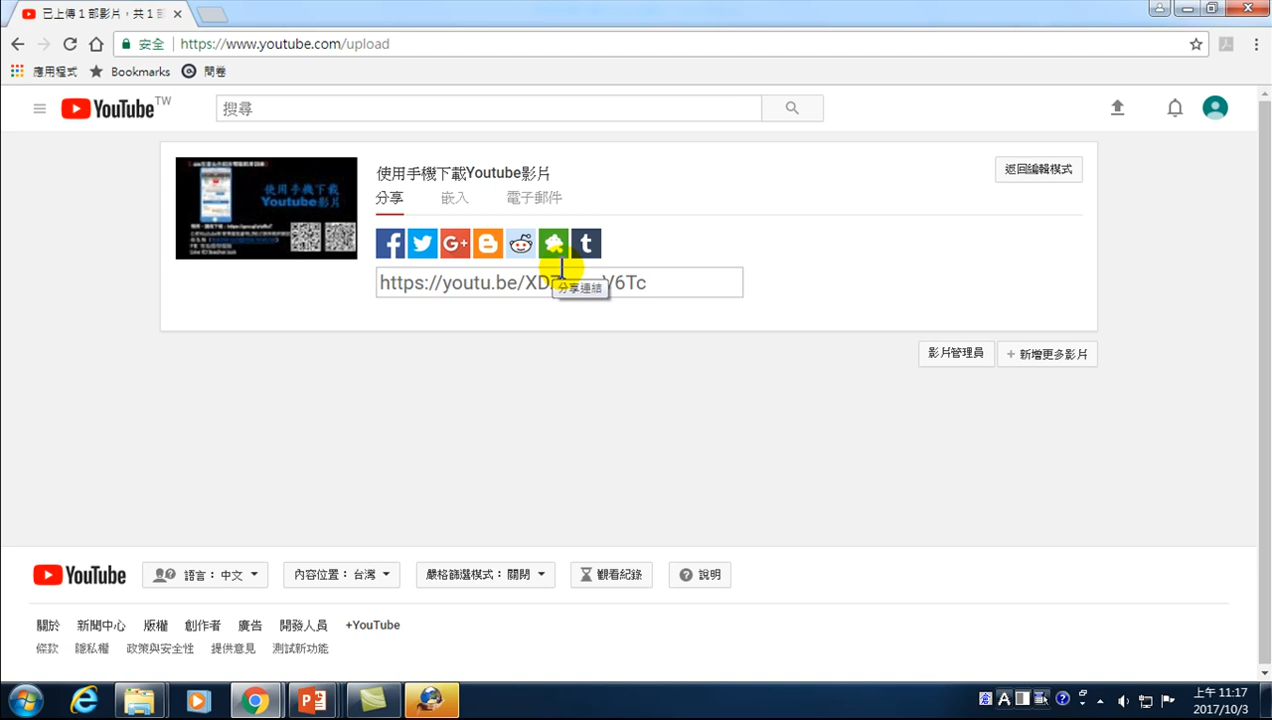 已上傳 1 部影片，共 1 部
安全 https://www.youtube.com/upload
應用程式 Bookmarks 問卷
YouTube TW 搜尋
使用手機下載Youtube影片 返回編輯模式
分享 嵌入 電子郵件
使用手機下載
Youtube影片
https://youtu.be/
分享連結
影片管理員 + 新增更多影片
YouTube 語言：中文 內容位置：台灣 嚴格篩選模式：關閉 觀看紀錄 說明
關於 新聞中心 版權 創作者 廣告 開發人員 +YouTube
條款 隱私權 政策與安全性 提供意見 測試新功能
上午 11:17
2017/10/3